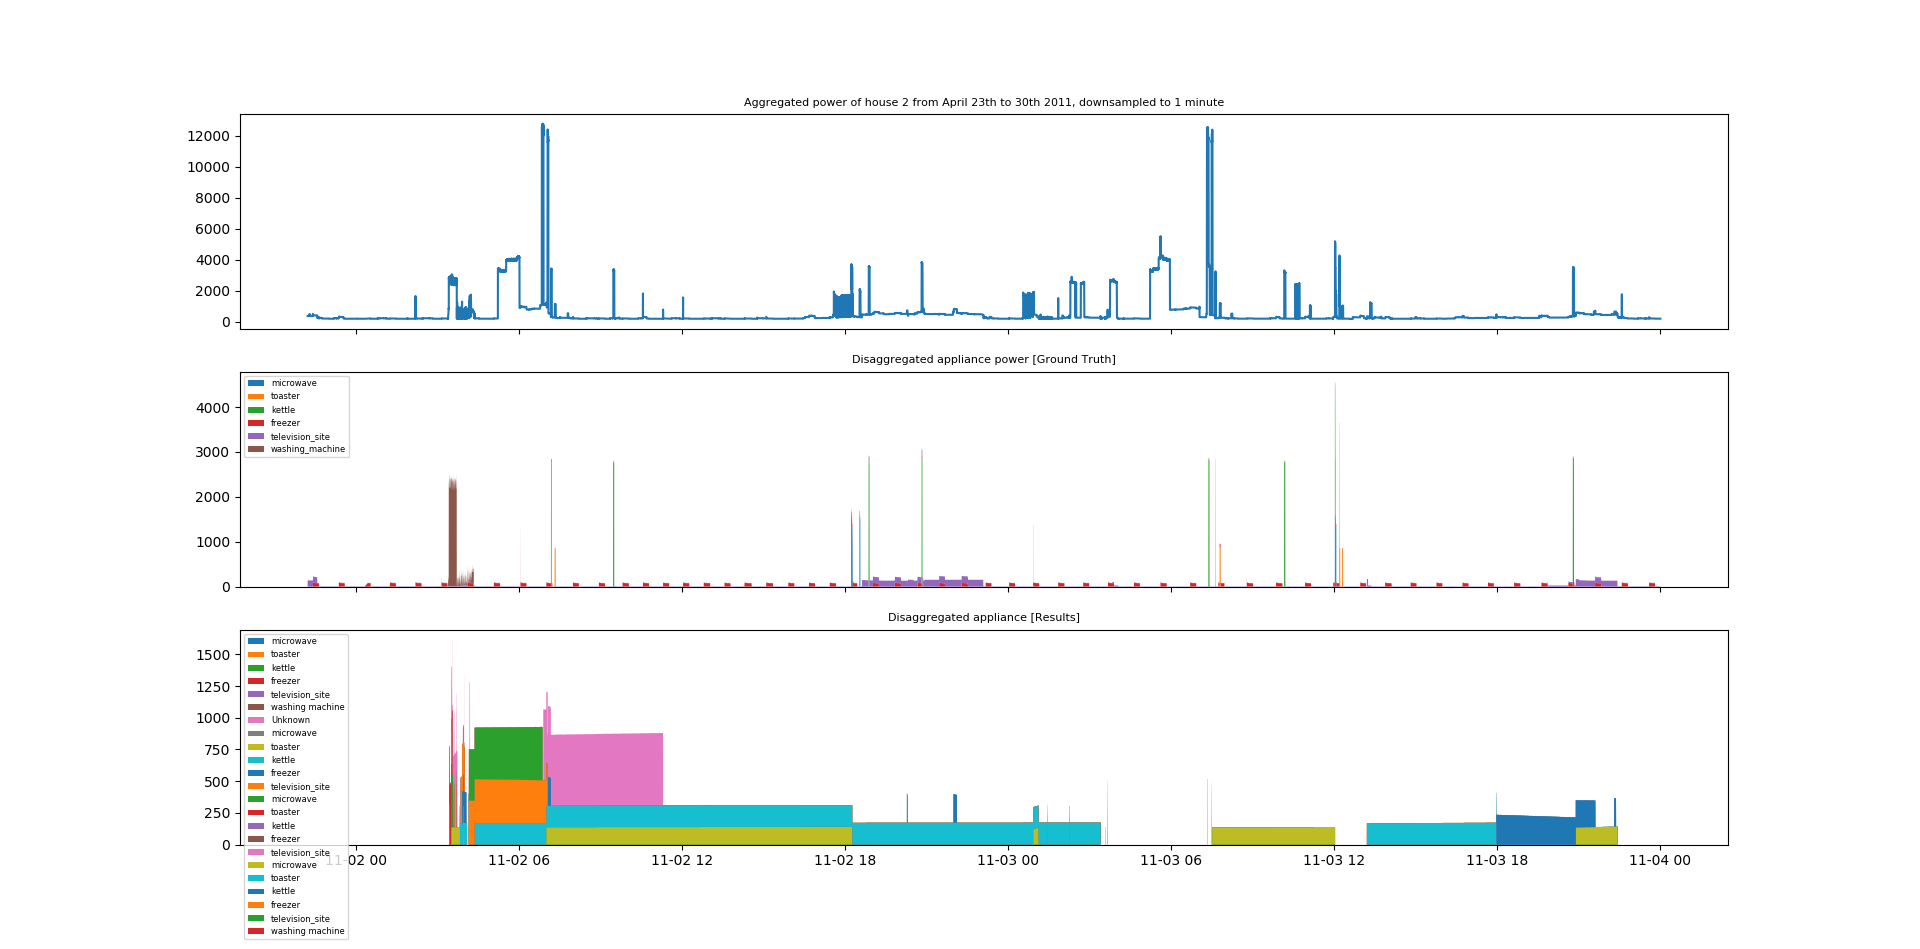 Aggregated power of house 2 from April 23th to 30th 2011, downsampled to 1 minute
12000
10000
8000
6000
4000
2000
0
Disaggregated appliance power [Ground Truth]
microwave
toaster
kettle
freezer
television_site
washing_machine
4000
3000
2000
1000
0
Disaggregated appliance [Results]
microwave
toaster
kettle
freezer
television_site
washing machine
Unknown
microwave
toaster
kettle
freezer
television_site
microwave
toaster
kettle
freezer
television_site
microwave
toaster
kettle
freezer
television_site
washing machine
1500
1250
1000
750
500
250
0
11-02 00
11-02 06
11-02 12
11-02 18
11-03 00
11-03 06
11-03 12
11-03 18
11-04 00